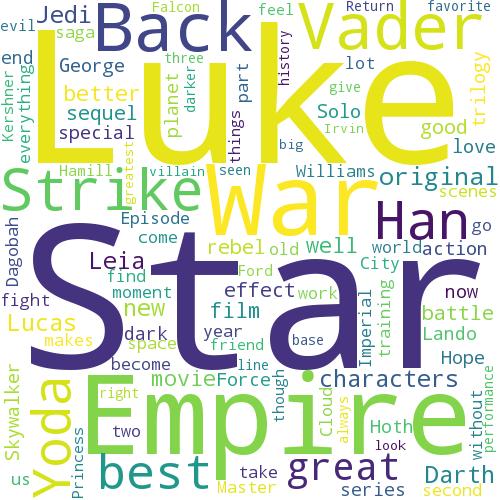 Jedi
Back
Falcon
feel
Return
favorite
evil
saga
Vader
end
George
three
darker
history
lot
Kershner
everything
better
planet
part
Solo
trilogy
sequel
special
things
give
Irvin
good
love
Luke
greatest
big
Hamill
villain
seen
Williams
original
scenes
Strike
War
Han
go
Dagobah
Episode
come
rebel
old
well
world
action
Leia
find
moment
effect
Ford
work
City
Imperial
training
now
battle
fight
Star
Lucas
makes
new
dark
space
film
year
friend
base
Lando
Hope
become
line
Skywalker
Yoda
Empire
movie
Force
though
characters
right
Cloud
always
Hoth
look
without
performance
us
Princess
two
best
take
Master
great
series
Darth
second